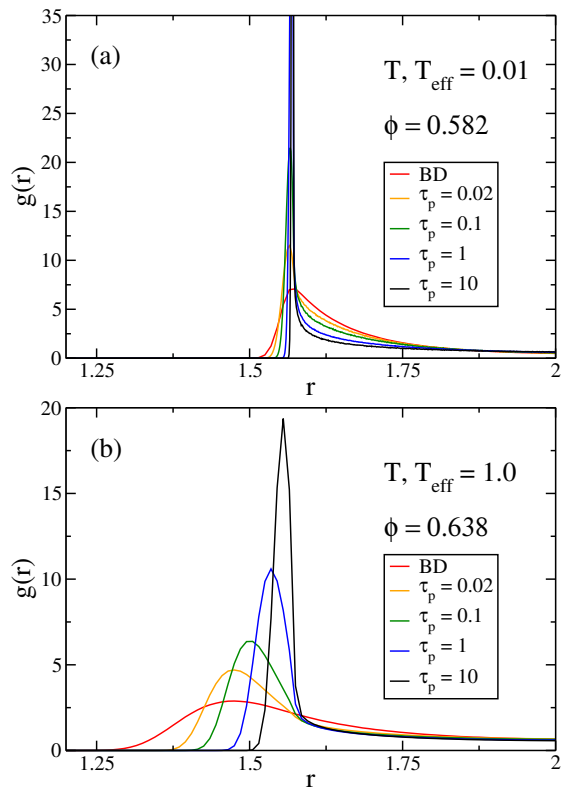 35
30
25
20
15
10
5
0
g(r)
(a)
T, T_eff = 0.01
ϕ = 0.582
BD
τ_p = 0.02
τ_p = 0.1
τ_p = 1
τ_p = 10
1.25 1.5 1.75 2
r
20
15
10
5
0
g(r)
(b)
T, T_eff = 1.0
ϕ = 0.638
BD
τ_p = 0.02
τ_p = 0.1
τ_p = 1
τ_p = 10
1.25 1.5 1.75 2
r